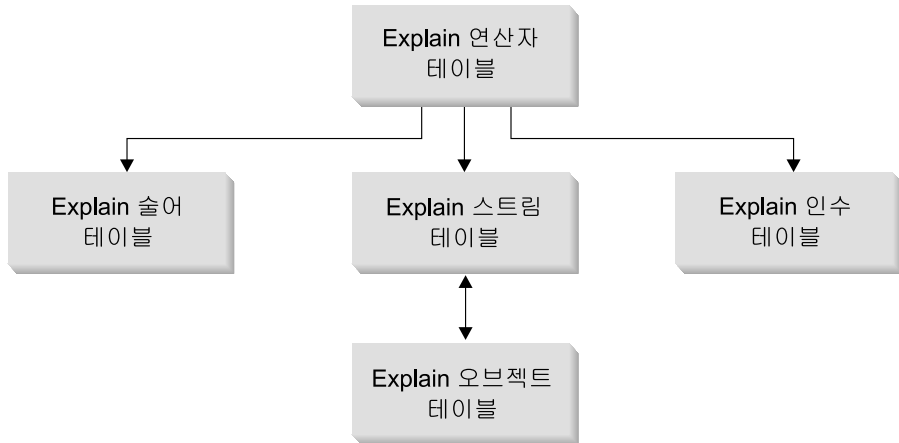 Explain 연산자
테이블
Explain 술어
테이블
Explain 스트림
테이블
Explain 인수
테이블
Explain 오브젝트
테이블